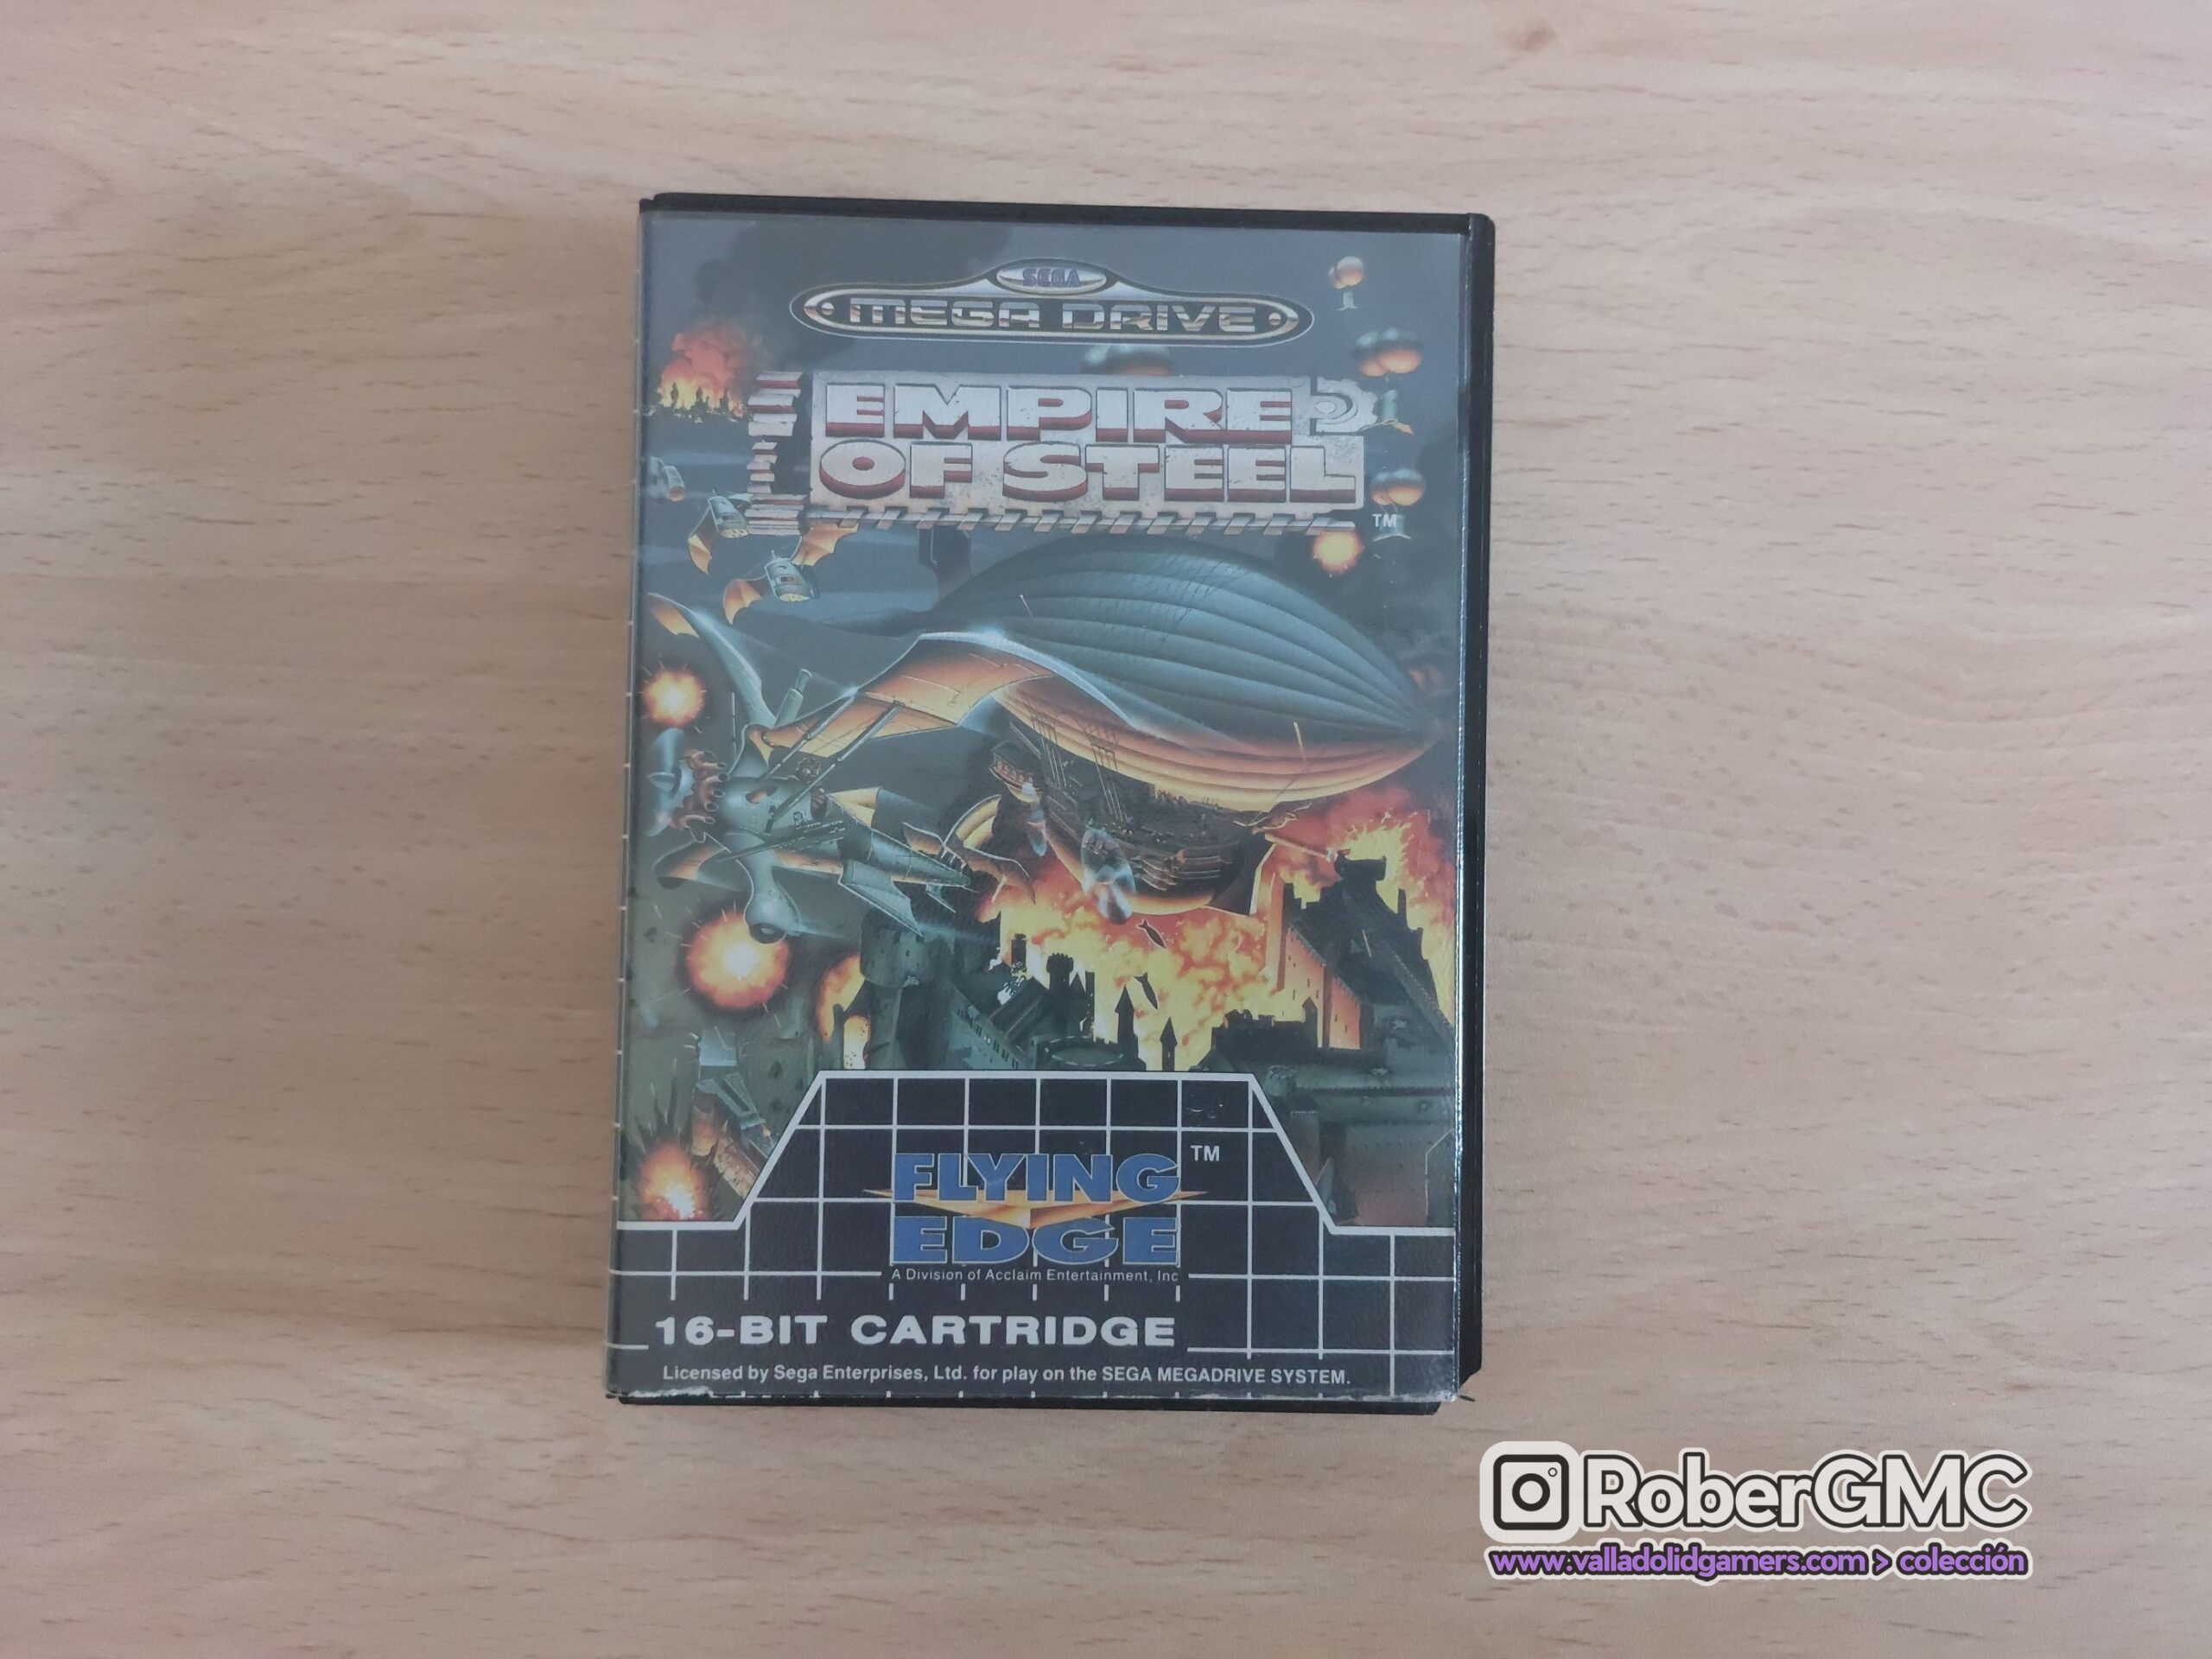 SEGA
MEGA DRIVE
EMPIRE
OF STEEL
TM
FLYING TM
EDGE
A Division of Acclaim Entertainment, Inc
16-BIT CARTRIDGE
Licensed by Sega Enterprises, Ltd. for play on the SEGA MEGADRIVE SYSTEM.
RoberGMC
www.valladolidgamers.com > colección